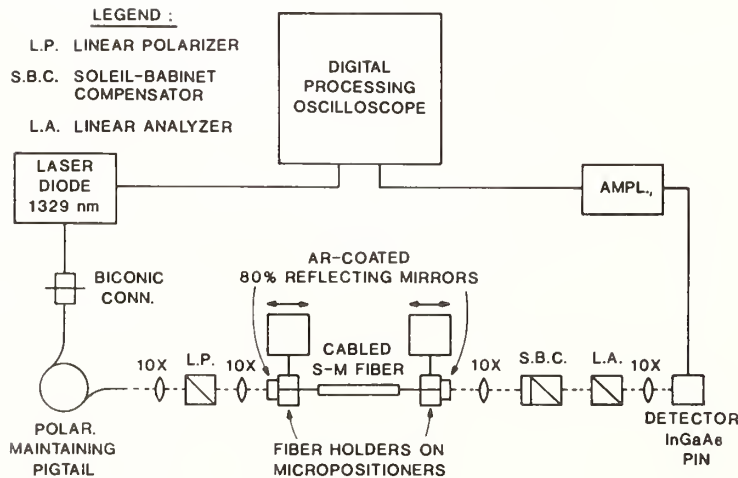 LEGEND :
L.P. LINEAR POLARIZER
S.B.C. SOLEIL-BABINET
COMPENSATOR
L.A. LINEAR ANALYZER
DIGITAL
PROCESSING
OSCILLOSCOPE
LASER
DIODE
1329 nm
AMPL.,
BICONIC
CONN.
AR-COATED
80% REFLECTING MIRRORS
10X
L.P.
10X
CABLED
S-M FIBER
10X
S.B.C.
L.A.
10X
POLAR.
MAINTAINING
PIGTAIL
FIBER HOLDERS ON
MICROPOSITIONERS
DETECTOR
InGaAs
PIN